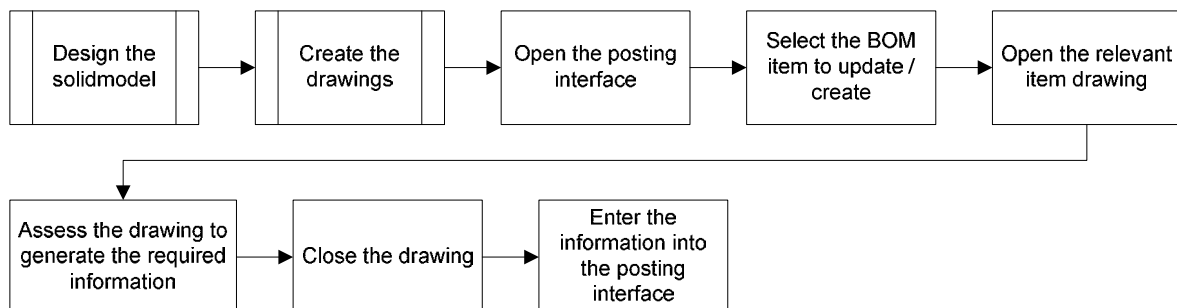 Design the
solidmodel
Create the
drawings
Open the posting
interface
Select the BOM
item to update /
create
Open the relevant
item drawing
Assess the drawing to
generate the required
information
Close the drawing
Enter the
information into
the posting
interface